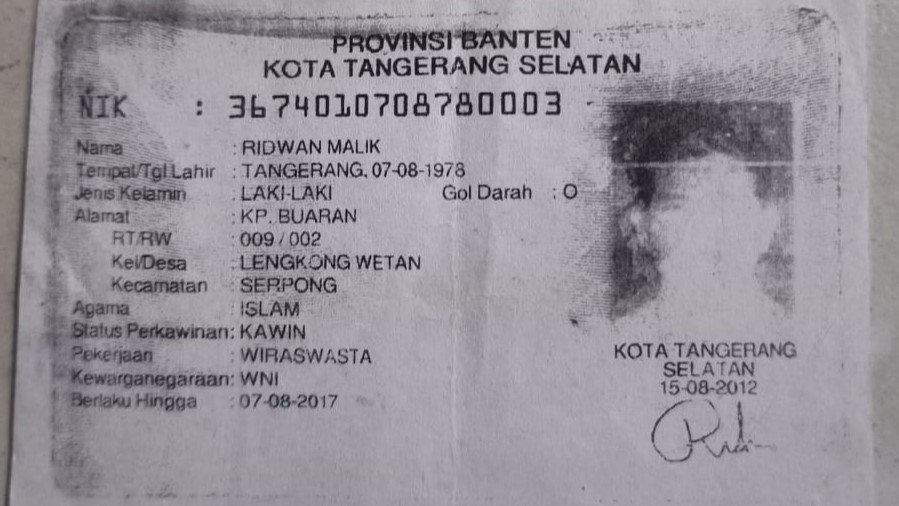 PROVINSI BANTEN
KOTA TANGERANG SELATAN
NIK : 3674010708780003
Nama : RIDWAN MALIK
Tempat/Tgl Lahir : TANGERANG, 07-08-1978
Jenis Kelamin : LAKI-LAKI Gol Darah : O
Alamat : KP. BUARAN
RT/RW : 009 / 002
Kel/Desa : LENGKONG WETAN
Kecamatan : SERPONG
Agama : ISLAM
Status Perkawinan: KAWIN
Pekerjaan : WIRASWASTA
Kewarganegaraan: WNI
Berlaku Hingga : 07-08-2017
KOTA TANGERANG
SELATAN
15-08-2012